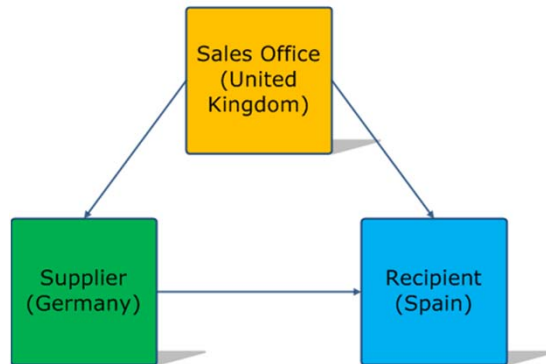 Sales Office
(United
Kingdom)
Supplier
(Germany)
Recipient
(Spain)